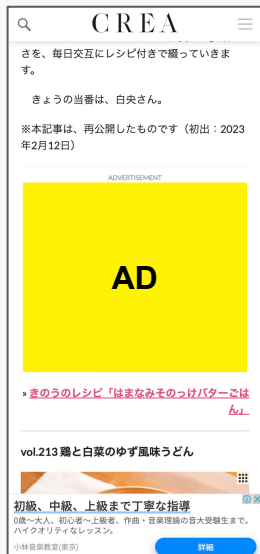 CREA
さを、毎日交互にレシピ付きで綴っていきま
す。
きょうの当番は、白央さん。
※本記事は、再公開したものです（初出：2023
年2月12日）
ADVERTISEMENT
AD
» きのうのレシピ「はまなみそのっけバターごは
ん」
vol.213 鶏と白菜のゆず風味うどん
初級、中級、上級まで丁寧な指導
0歳〜大人、初心者〜上級者、作曲・音楽理論の音大受験生まで。
ハイクオリティなレッスン。
小林音楽教室(東京)
詳細